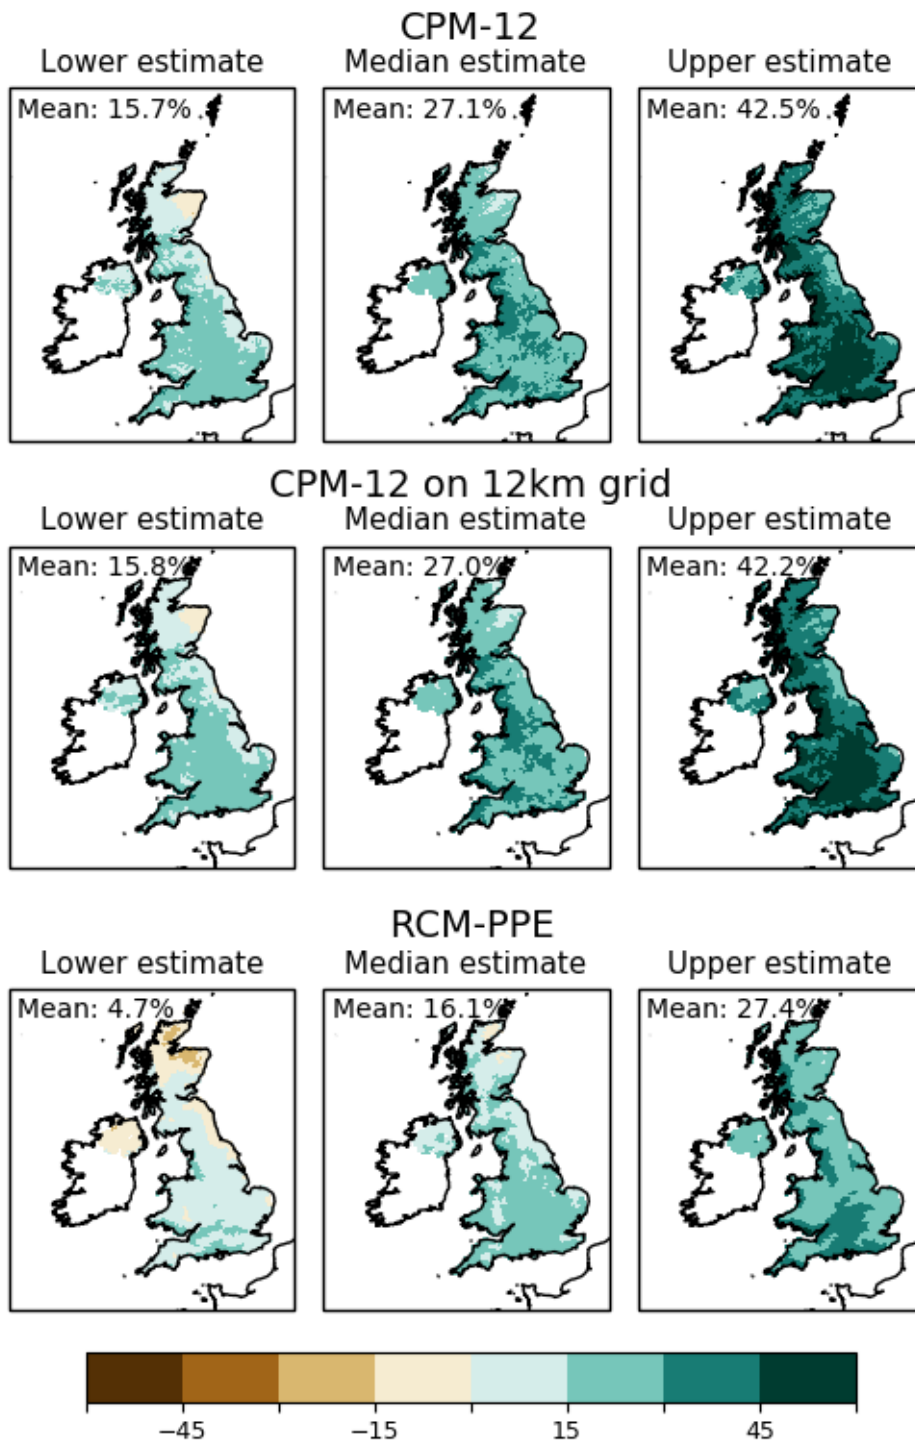 CPM-12
Lower estimate Median estimate Upper estimate
Mean: 15.7% Mean: 27.1% Mean: 42.5%
CPM-12 on 12km grid
Lower estimate Median estimate Upper estimate
Mean: 15.8% Mean: 27.0% Mean: 42.2%
RCM-PPE
Lower estimate Median estimate Upper estimate
Mean: 4.7% Mean: 16.1% Mean: 27.4%
−45 −15 15 45